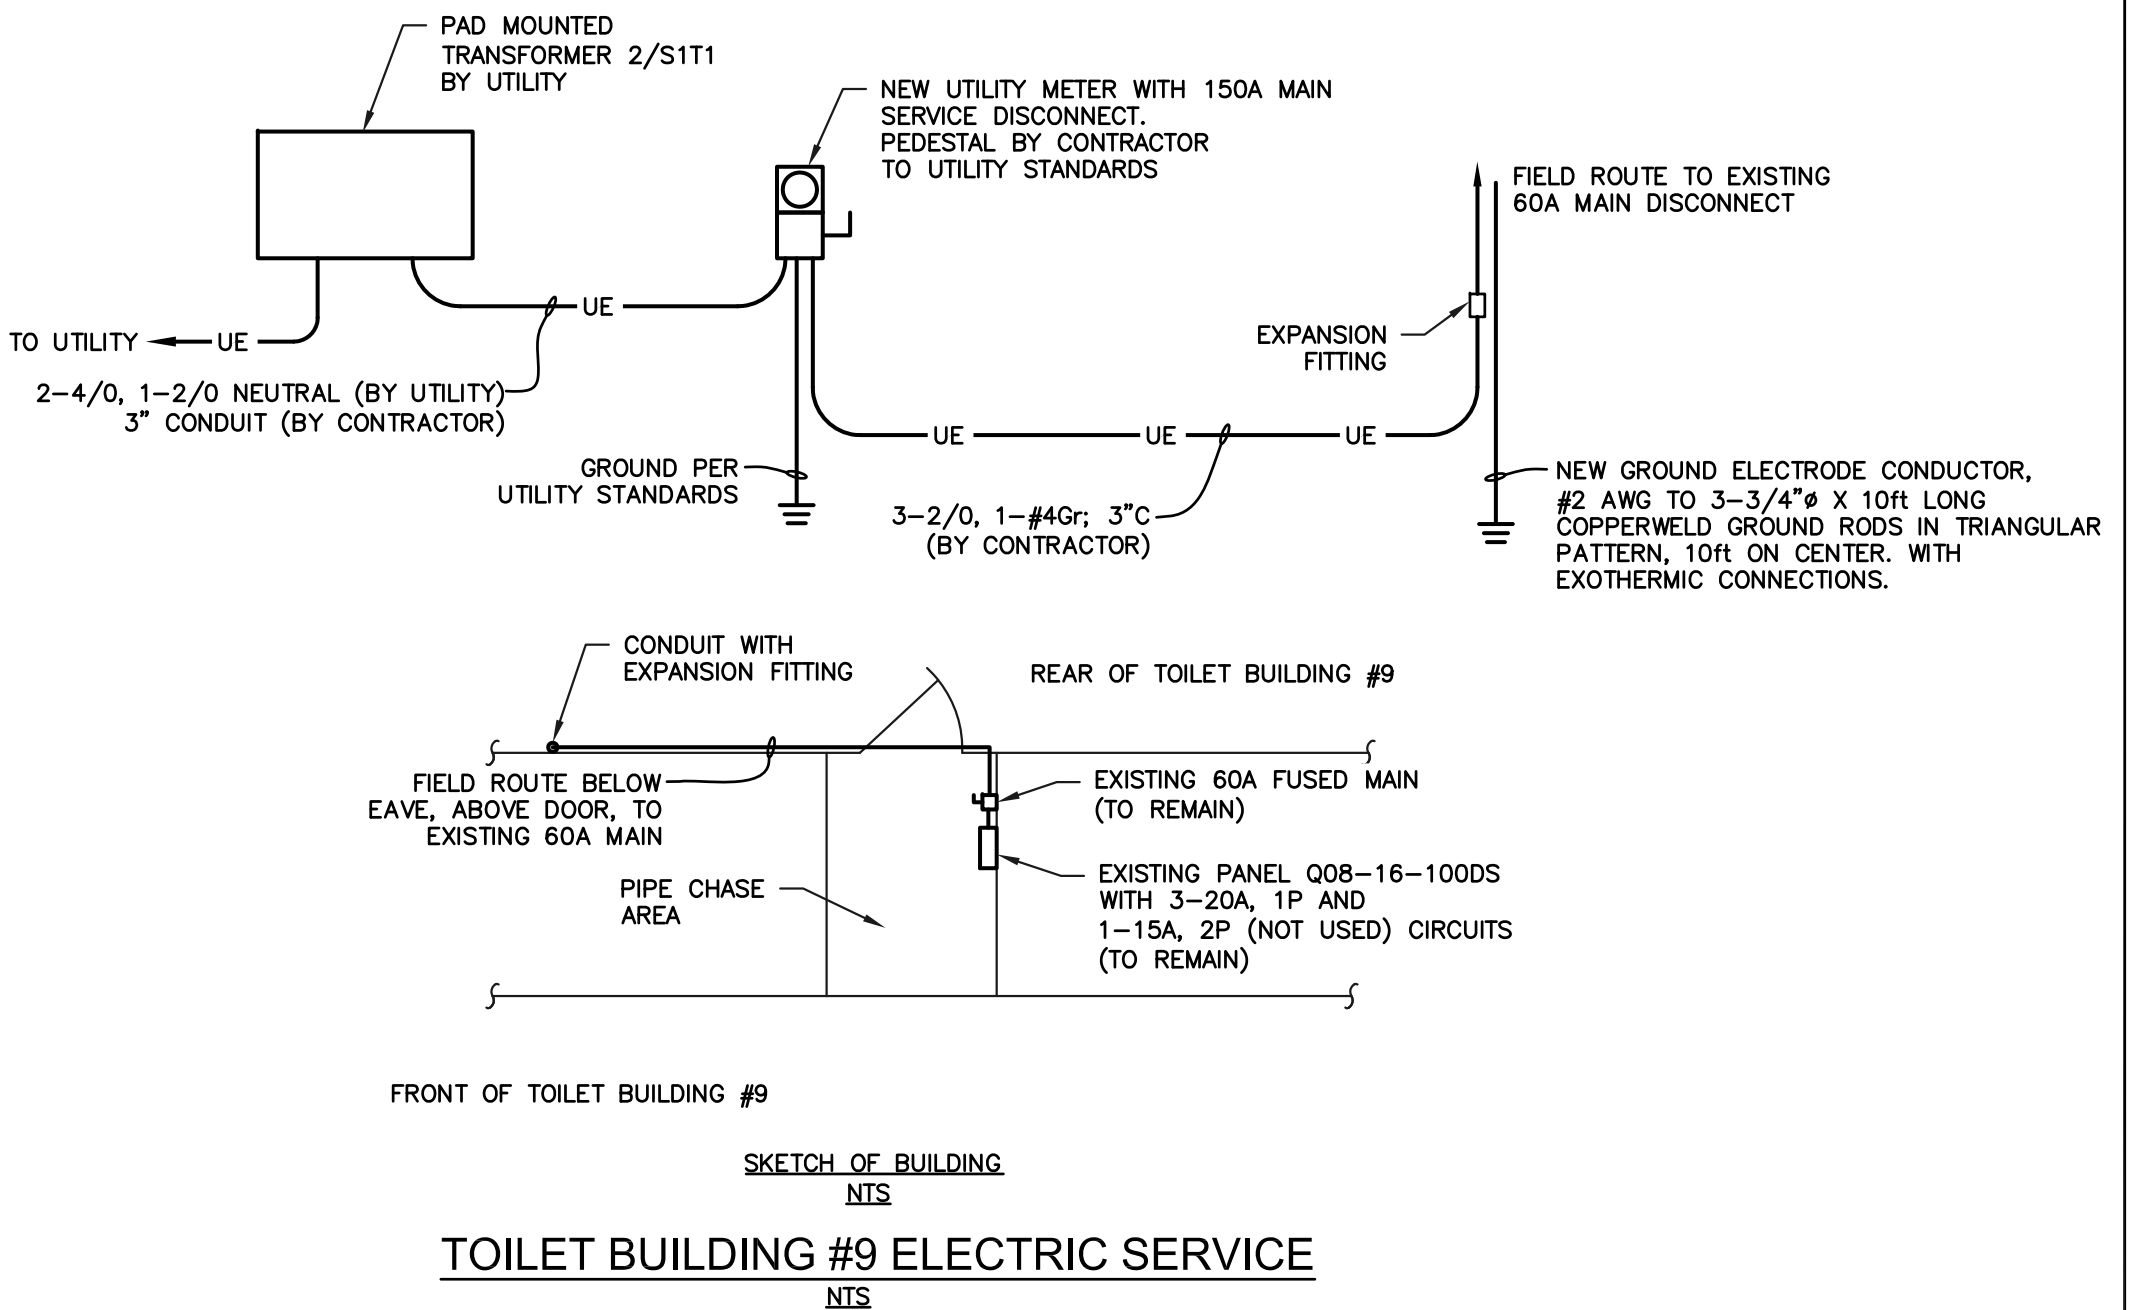 PAD MOUNTED
TRANSFORMER 2/S1T1
BY UTILITY
NEW UTILITY METER WITH 150A MAIN
SERVICE DISCONNECT.
PEDESTAL BY CONTRACTOR
TO UTILITY STANDARDS
FIELD ROUTE TO EXISTING
60A MAIN DISCONNECT
UE
EXPANSION
FITTING
TO UTILITY
UE
2-4/0, 1-2/0 NEUTRAL (BY UTILITY)
3" CONDUIT (BY CONTRACTOR)
UE
UE
UE
GROUND PER
UTILITY STANDARDS
3-2/0, 1-#4Gr; 3"C
(BY CONTRACTOR)
NEW GROUND ELECTRODE CONDUCTOR,
#2 AWG TO 3-3/4"ø X 10ft LONG
COPPERWELD GROUND RODS IN TRIANGULAR
PATTERN, 10ft ON CENTER. WITH
EXOTHERMIC CONNECTIONS.
CONDUIT WITH
EXPANSION FITTING
REAR OF TOILET BUILDING #9
FIELD ROUTE BELOW
EAVE, ABOVE DOOR, TO
EXISTING 60A MAIN
EXISTING 60A FUSED MAIN
(TO REMAIN)
PIPE CHASE
AREA
EXISTING PANEL QO8-16-100DS
WITH 3-20A, 1P AND
1-15A, 2P (NOT USED) CIRCUITS
(TO REMAIN)
FRONT OF TOILET BUILDING #9
SKETCH OF BUILDING
NTS
TOILET BUILDING #9 ELECTRIC SERVICE
NTS